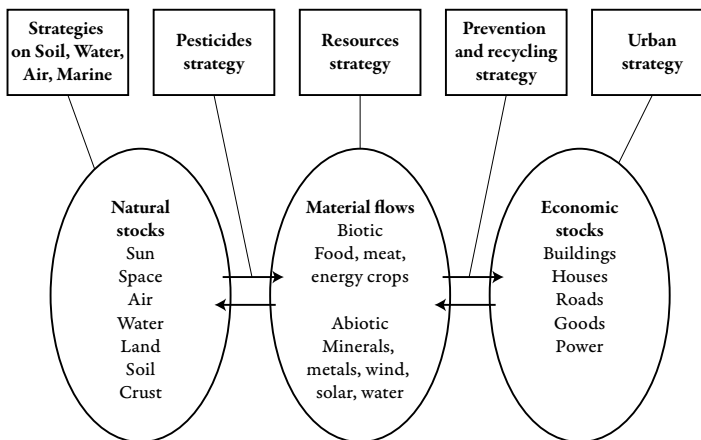 Strategies
on Soil, Water,
Air, Marine
Pesticides
strategy
Resources
strategy
Prevention
and recycling
strategy
Urban
strategy
Natural
stocks
Sun
Space
Air
Water
Land
Soil
Crust
Material flows
Biotic
Food, meat,
energy crops
Abiotic
Minerals,
metals, wind,
solar, water
Economic
stocks
Buildings
Houses
Roads
Goods
Power